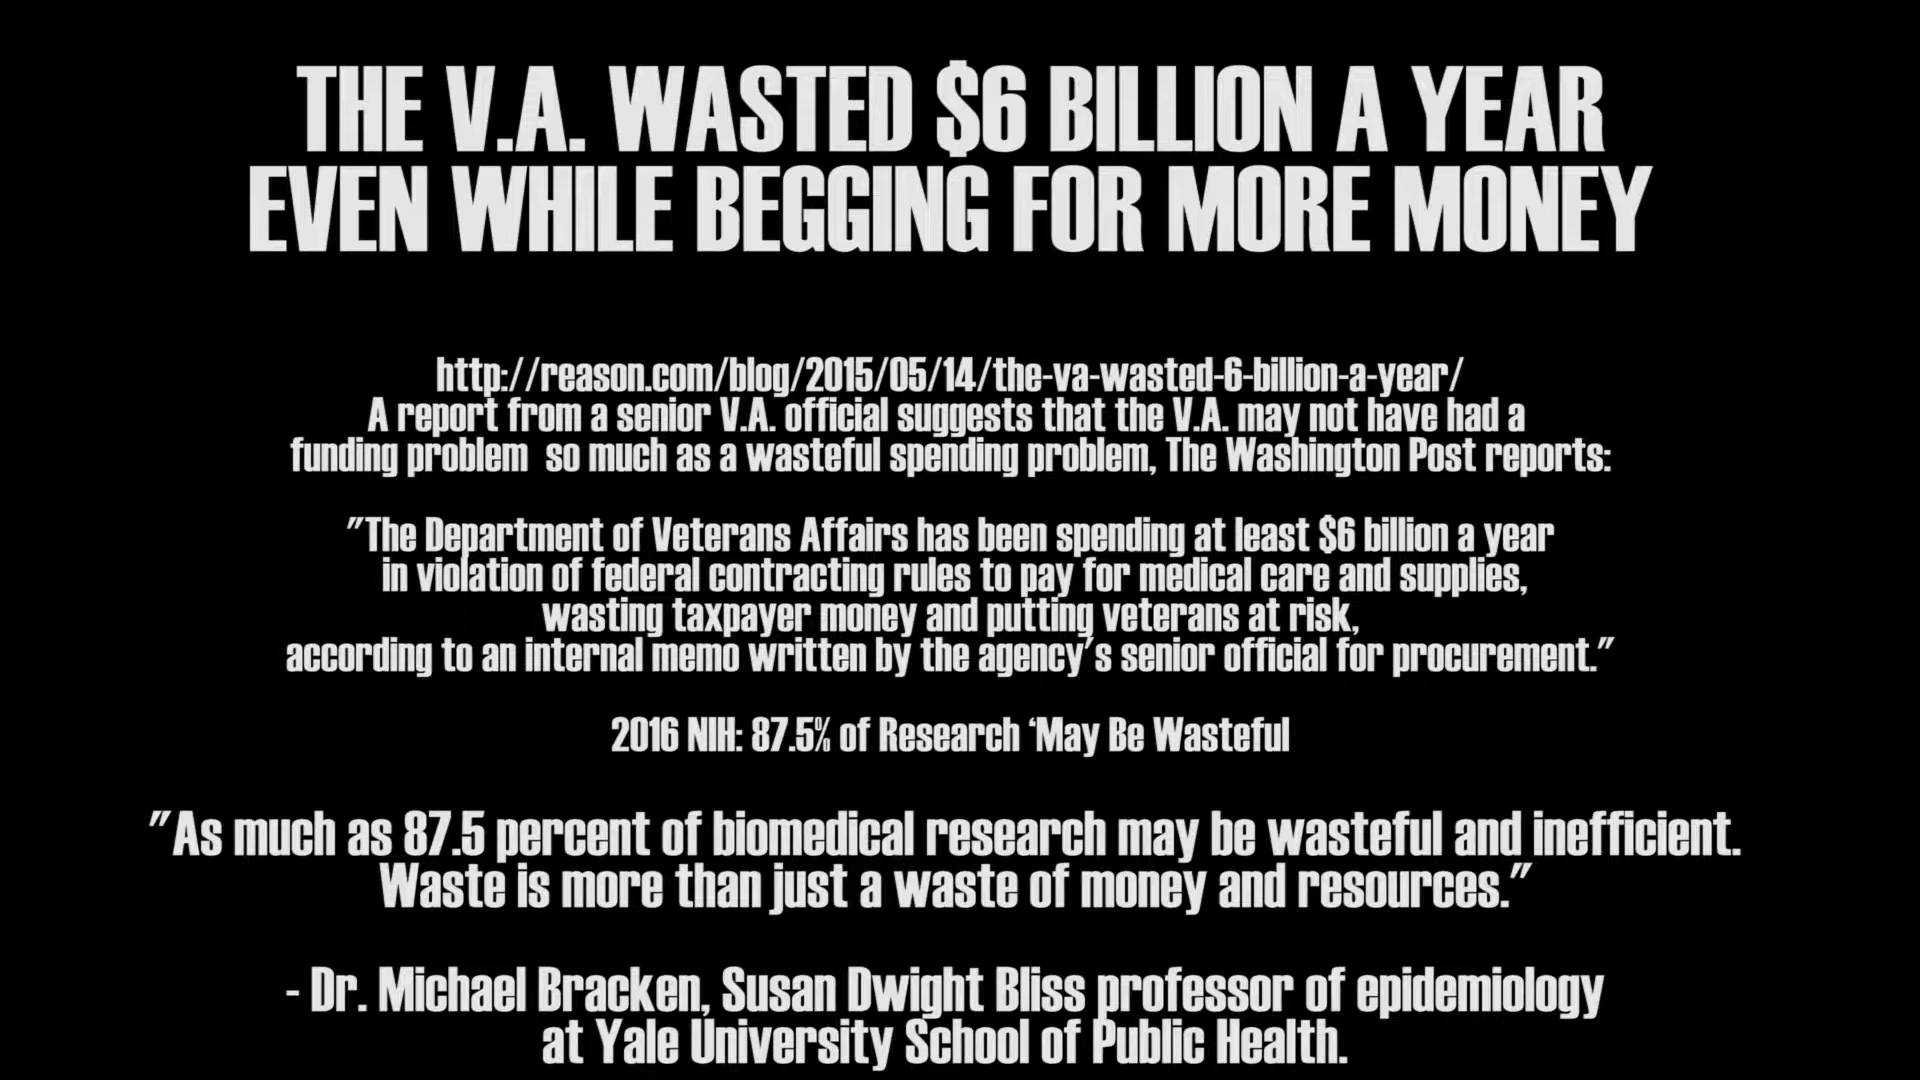 THE V.A. WASTED $6 BILLION A YEAR
EVEN WHILE BEGGING FOR MORE MONEY
http://reason.com/blog/2015/05/14/the-va-wasted-6-billion-a-year/
A report from a senior V.A. official suggests that the V.A. may not have had a
funding problem  so much as a wasteful spending problem, The Washington Post reports:
"The Department of Veterans Affairs has been spending at least $6 billion a year
in violation of federal contracting rules to pay for medical care and supplies,
wasting taxpayer money and putting veterans at risk,
according to an internal memo written by the agency's senior official for procurement."
2016 NIH: 87.5% of Research ‘May Be Wasteful
"As much as 87.5 percent of biomedical research may be wasteful and inefficient.
Waste is more than just a waste of money and resources."
- Dr. Michael Bracken, Susan Dwight Bliss professor of epidemiology
at Yale University School of Public Health.